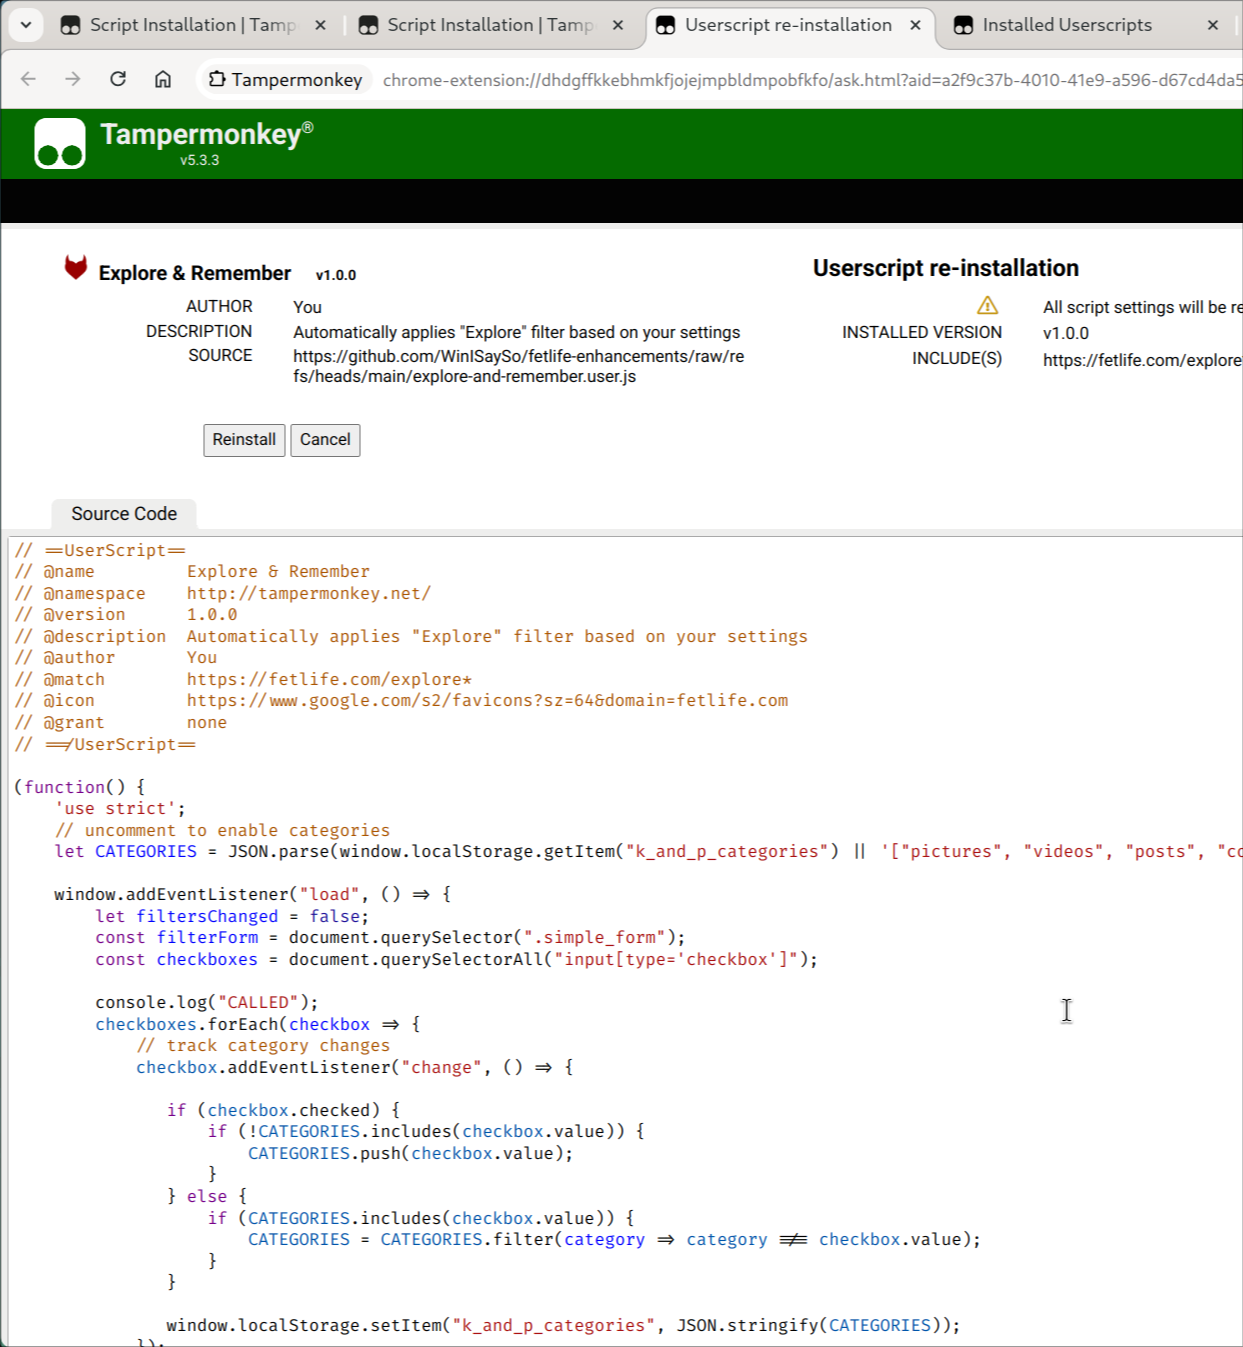 Script Installation | Tamp
Script Installation | Tamp
Userscript re-installation
Installed Userscripts
Tampermonkey
chrome-extension://dhdgffkkebhmkfjojejmpbldmpobfkfo/ask.html?aid=a2f9c37b-4010-41e9-a596-d67cd4da5
Tampermonkey®
v5.3.3
Explore & Remember v1.0.0
AUTHOR You
DESCRIPTION Automatically applies "Explore" filter based on your settings
SOURCE https://github.com/WinISaySo/fetlife-enhancements/raw/re
fs/heads/main/explore-and-remember.user.js
Userscript re-installation
All script settings will be re
INSTALLED VERSION v1.0.0
INCLUDE(S) https://fetlife.com/explore
Reinstall
Cancel
Source Code
// ==UserScript==
// @name         Explore & Remember
// @namespace    http://tampermonkey.net/
// @version      1.0.0
// @description  Automatically applies "Explore" filter based on your settings
// @author       You
// @match        https://fetlife.com/explore*
// @icon         https://www.google.com/s2/favicons?sz=64&domain=fetlife.com
// @grant        none
// ==/UserScript==
(function() {
    'use strict';
    // uncomment to enable categories
    let CATEGORIES = JSON.parse(window.localStorage.getItem("k_and_p_categories") || '["pictures", "videos", "posts", "co
    window.addEventListener("load", () => {
        let filtersChanged = false;
        const filterForm = document.querySelector(".simple_form");
        const checkboxes = document.querySelectorAll("input[type='checkbox']");
        console.log("CALLED");
        checkboxes.forEach(checkbox => {
            // track category changes
            checkbox.addEventListener("change", () => {
               if (checkbox.checked) {
                   if (!CATEGORIES.includes(checkbox.value)) {
                       CATEGORIES.push(checkbox.value);
                   }
               } else {
                   if (CATEGORIES.includes(checkbox.value)) {
                       CATEGORIES = CATEGORIES.filter(category => category !== checkbox.value);
                   }
               }
               window.localStorage.setItem("k_and_p_categories", JSON.stringify(CATEGORIES));
            });